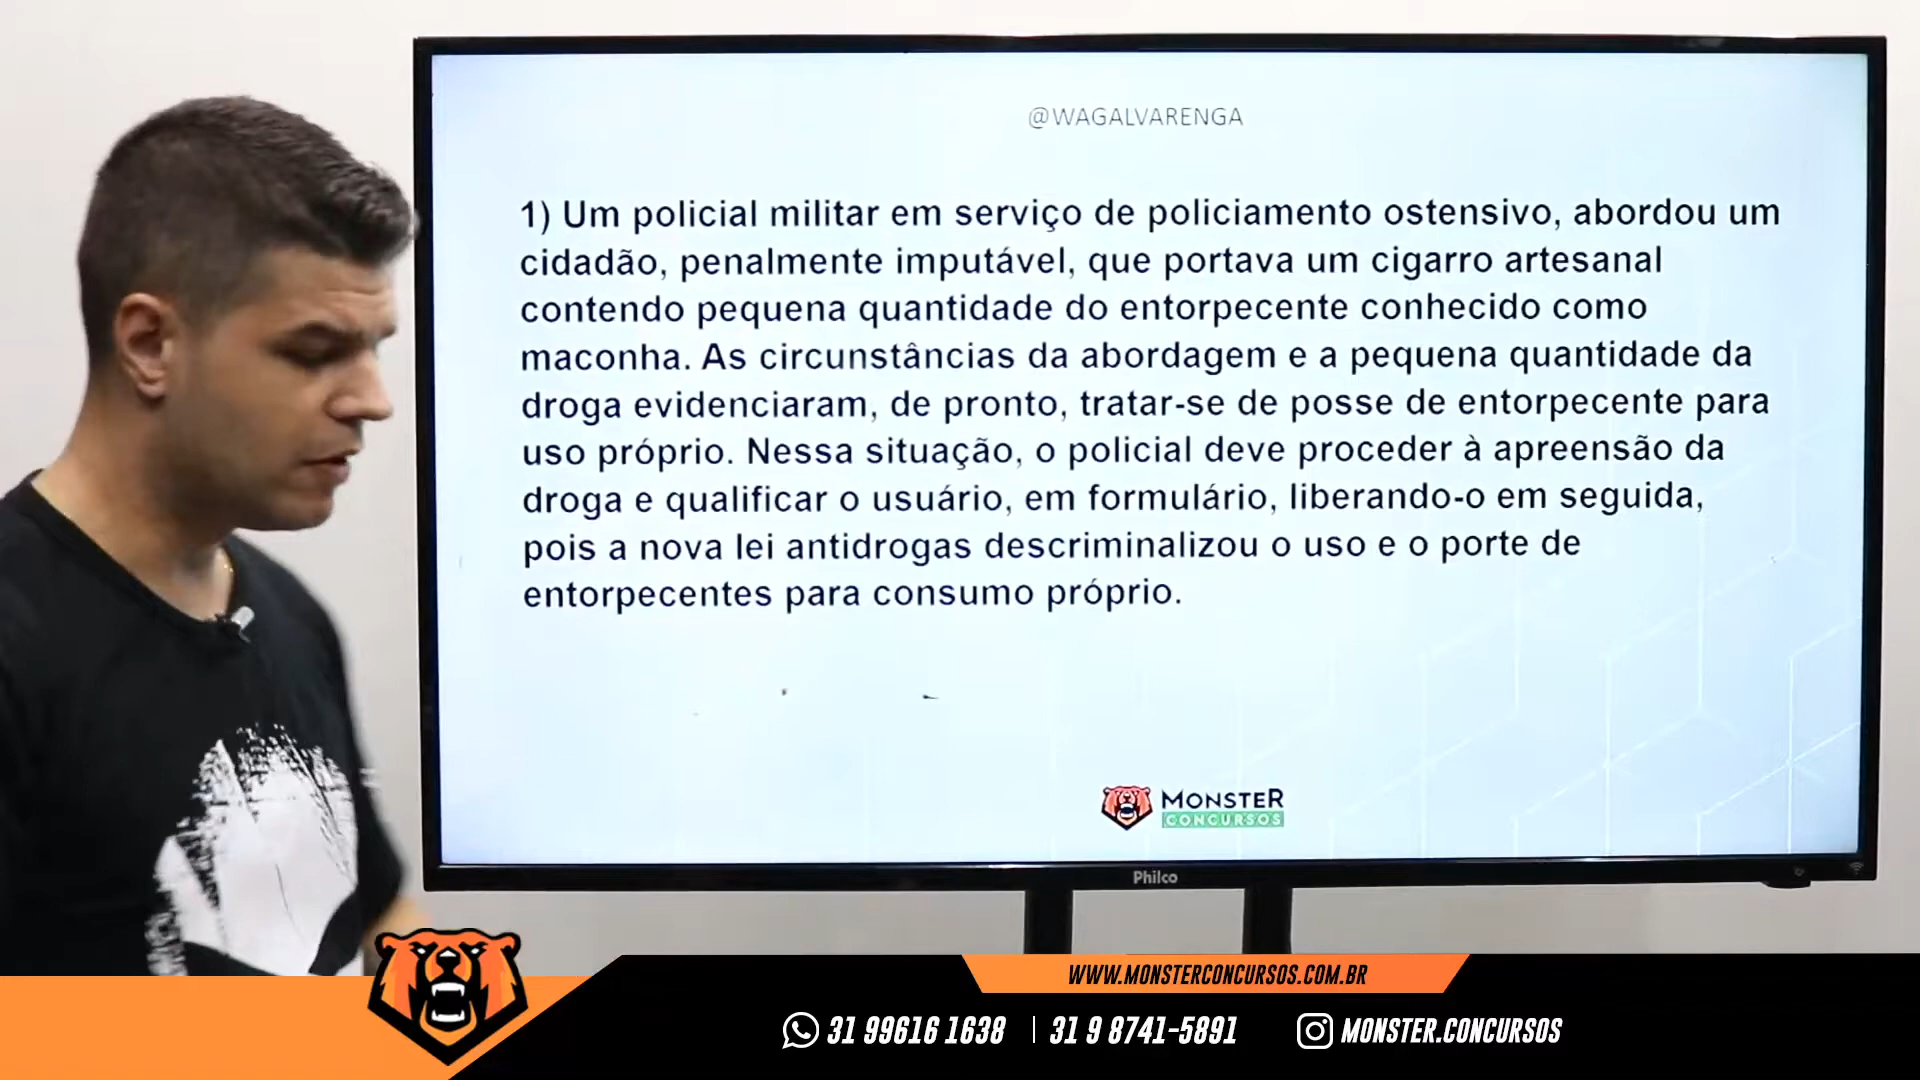 @WAGALVARENGA
1) Um policial militar em serviço de policiamento ostensivo, abordou um
cidadão, penalmente imputável, que portava um cigarro artesanal
contendo pequena quantidade do entorpecente conhecido como
maconha. As circunstâncias da abordagem e a pequena quantidade da
droga evidenciaram, de pronto, tratar-se de posse de entorpecente para
uso próprio. Nessa situação, o policial deve proceder à apreensão da
droga e qualificar o usuário, em formulário, liberando-o em seguida,
pois a nova lei antidrogas descriminalizou o uso e o porte de
entorpecentes para consumo próprio.
MONSTER
CONCURSOS
Philco
WWW.MONSTERCONCURSOS.COM.BR
31 99616 1638 | 31 9 8741-5891 MONSTER.CONCURSOS